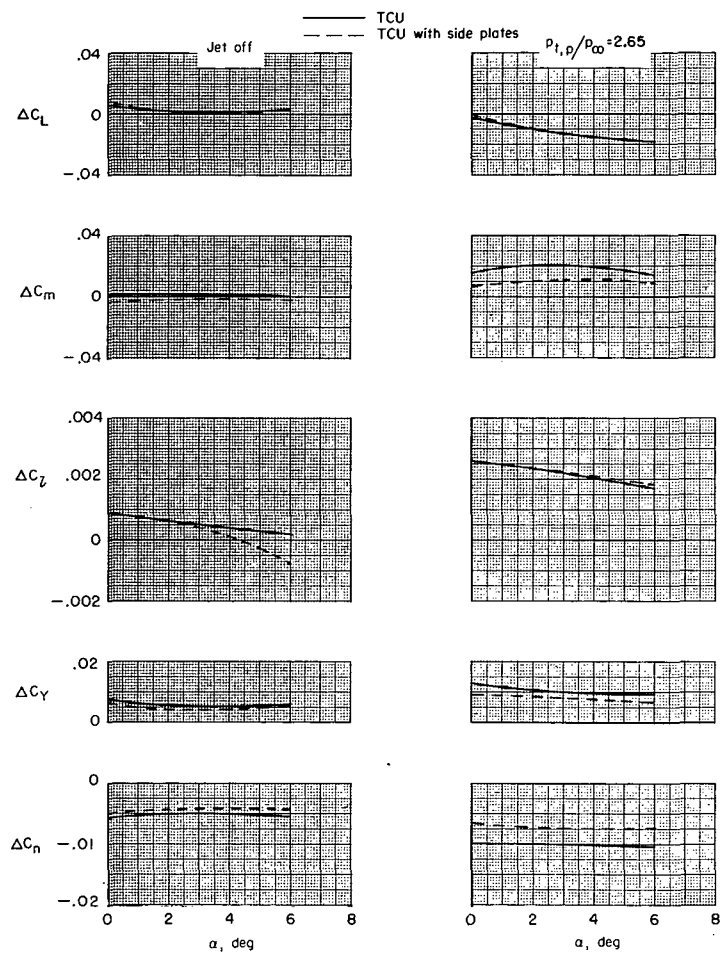 TCU
TCU with side plates
Jet off
p_t,p/p_∞=2.65
.04
ΔC_L
0
-.04
.04
ΔC_m
0
-.04
.004
ΔC_l .002
0
-.002
.02
ΔC_Y
0
0
ΔC_n -.01
-.02
0 2 4 6 8
0 2 4 6 8
α, deg
α, deg